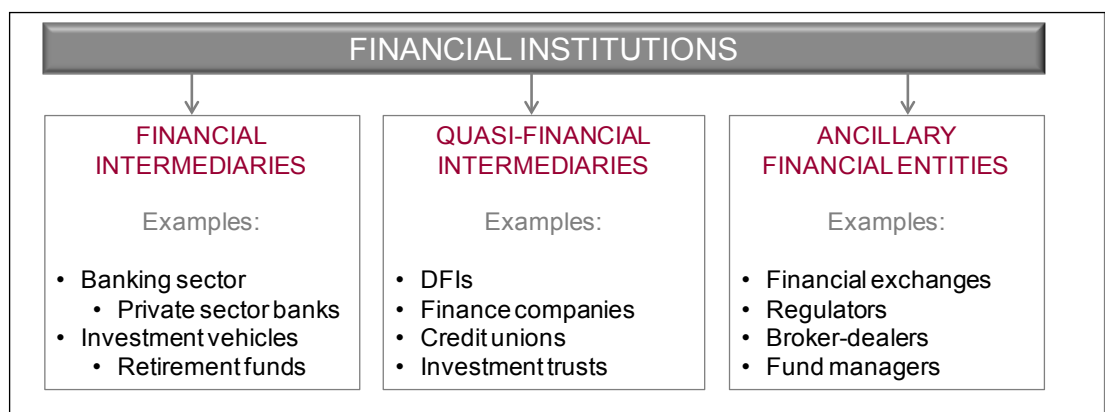 FINANCIAL INSTITUTIONS
FINANCIAL
INTERMEDIARIES
Examples:
• Banking sector
• Private sector banks
• Investment vehicles
• Retirement funds
QUASI-FINANCIAL
INTERMEDIARIES
Examples:
• DFIs
• Finance companies
• Credit unions
• Investment trusts
ANCILLARY
FINANCIAL ENTITIES
Examples:
• Financial exchanges
• Regulators
• Broker-dealers
• Fund managers